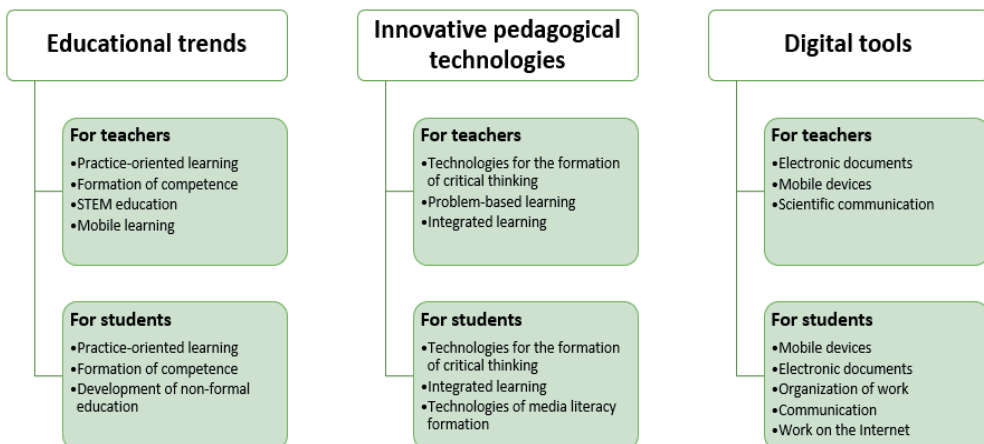 Educational trends
For teachers
•Practice-oriented learning
•Formation of competence
•STEM education
•Mobile learning
For students
•Practice-oriented learning
•Formation of competence
•Development of non-formal
education
Innovative pedagogical
technologies
For teachers
•Technologies for the formation
of critical thinking
•Problem-based learning
•Integrated learning
For students
•Technologies for the formation
of critical thinking
•Integrated learning
•Technologies of media literacy
formation
Digital tools
For teachers
•Electronic documents
•Mobile devices
•Scientific communication
For students
•Mobile devices
•Electronic documents
•Organization of work
•Communication
•Work on the Internet